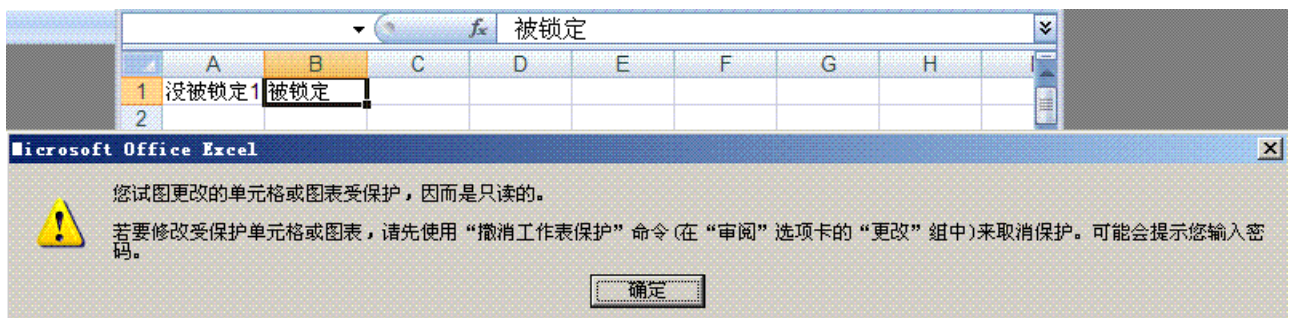 fx 被锁定
A B C D E F G H I
1 没被锁定1 被锁定
2
Microsoft Office Excel
您试图更改的单元格或图表受保护，因而是只读的。
若要修改受保护单元格或图表，请先使用“撤消工作表保护”命令(在“审阅”选项卡的“更改”组中)来取消保护。可能会提示您输入密
码。
确定